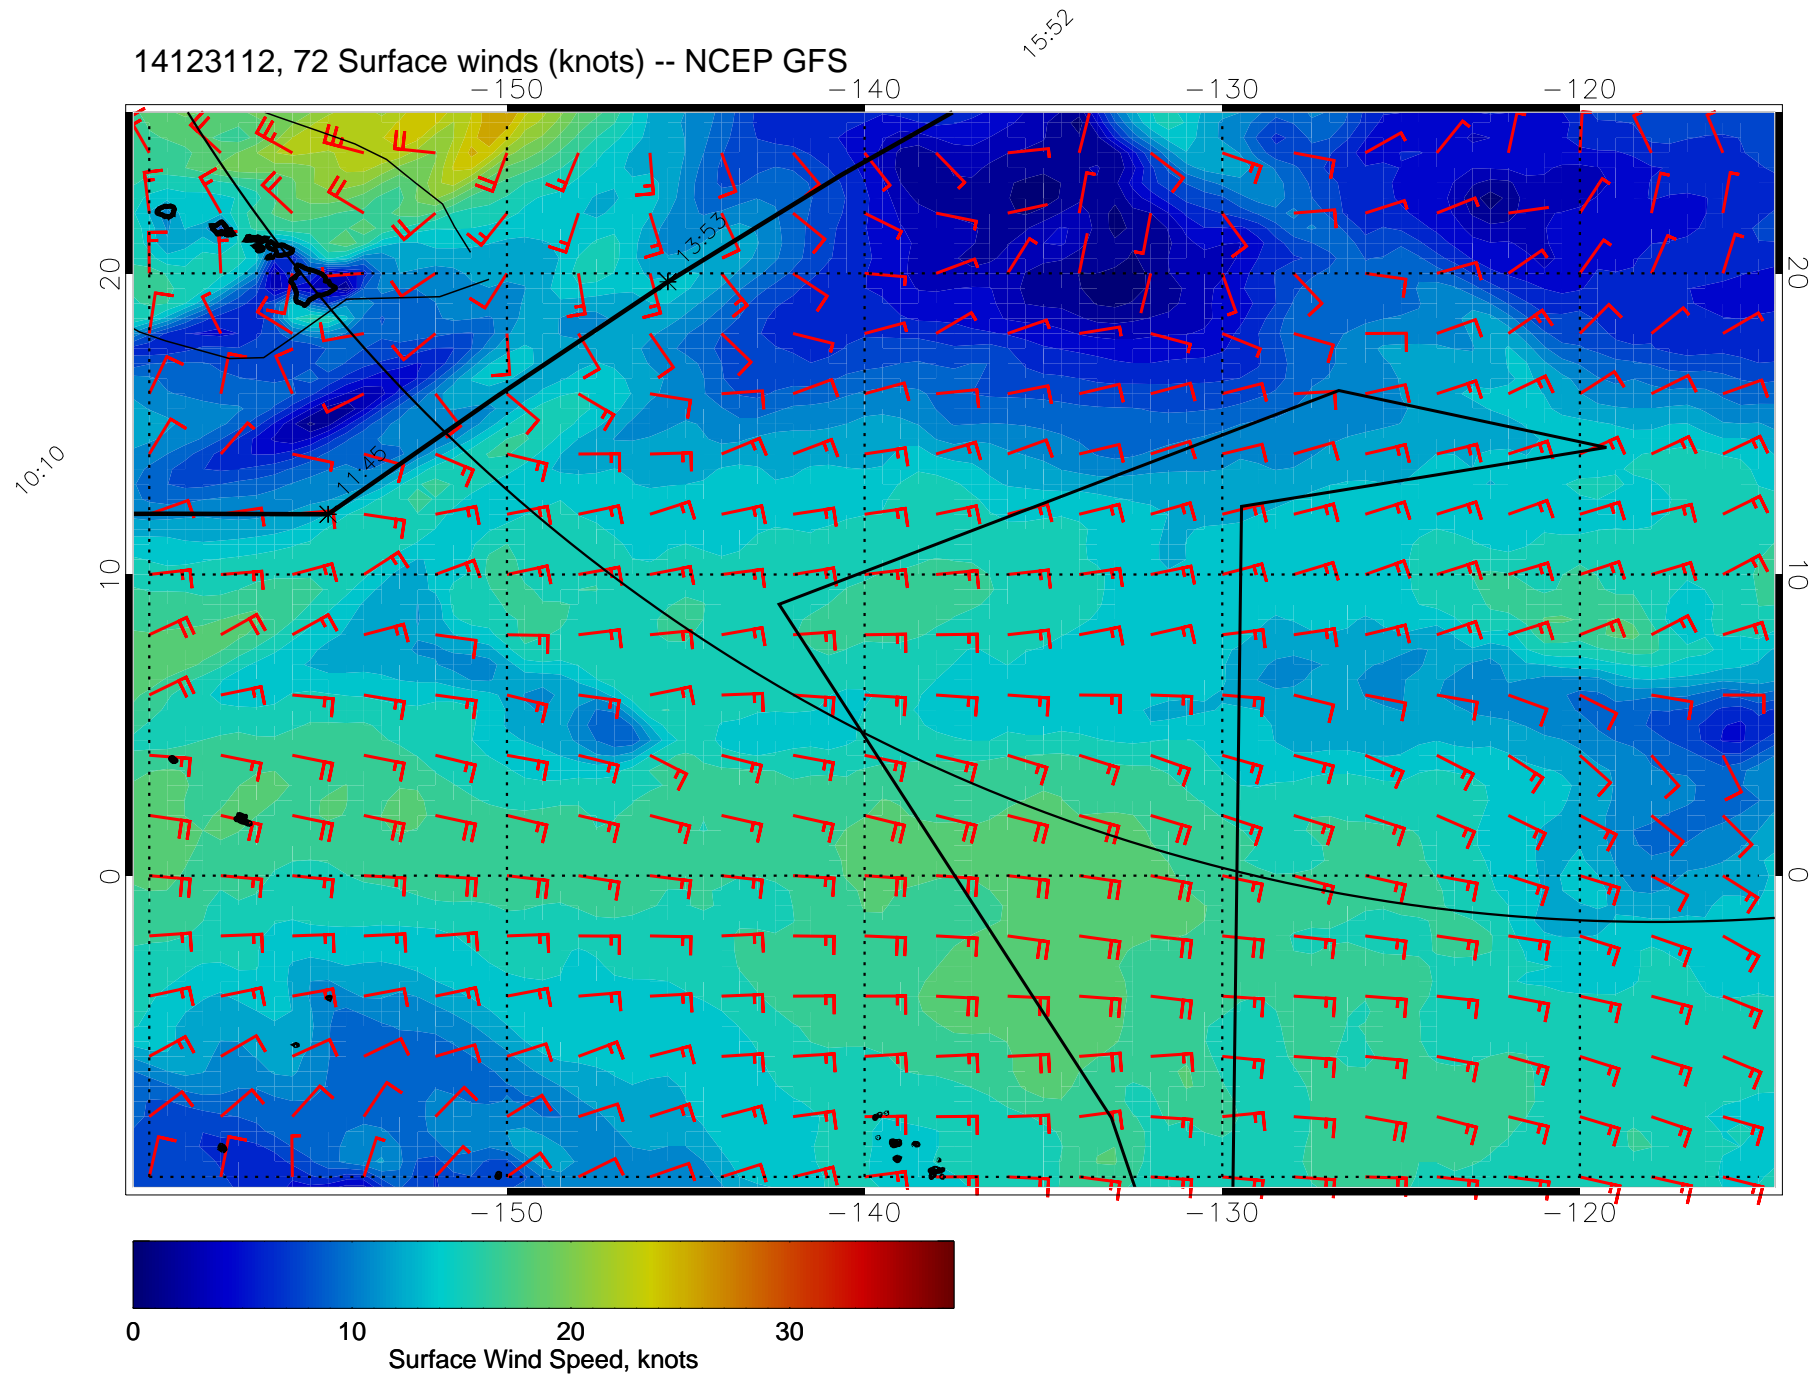 15:52
14123112, 72 Surface winds (knots) -- NCEP GFS
-150 -140 -130 -120
13:53
20 20
11:45
10:10
10 10
0 0
-150 -140 -130 -120
0 10 20 30
Surface Wind Speed, knots